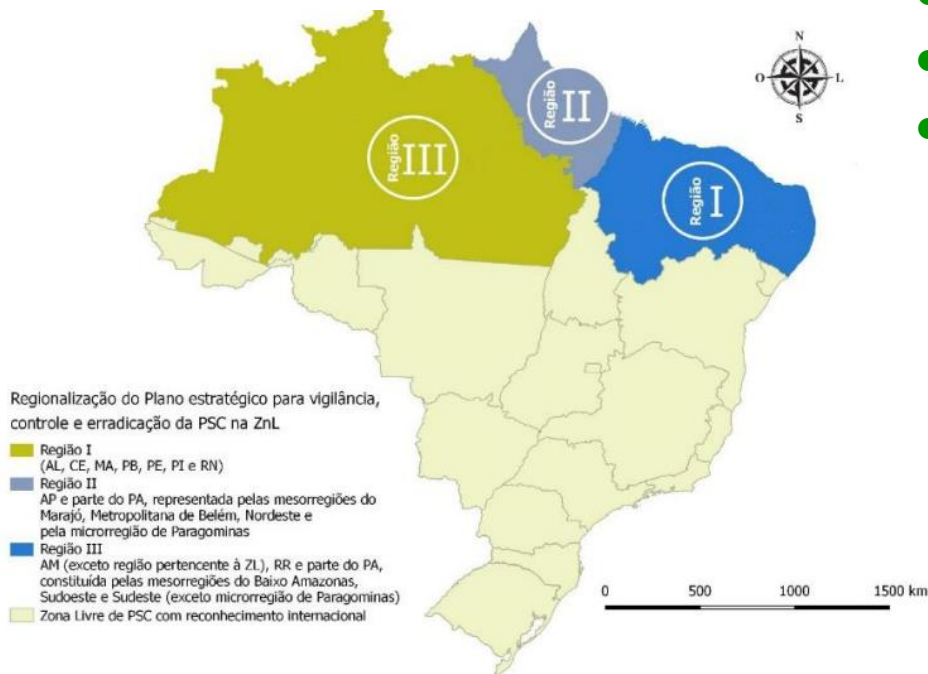 N
O
L
S
Região II
Região III
Região I
Regionalização do Plano estratégico para vigilância,
controle e erradicação da PSC na ZnL
Região I
(AL, CE, MA, PB, PE, PI e RN)
Região II
AP e parte do PA, representada pelas mesorregiões do
Marajó, Metropolitana de Belém, Nordeste e
pela microrregião de Paragominas
Região III
AM (exceto região pertencente à ZL), RR e parte do PA,
constituída pelas mesorregiões do Baixo Amazonas,
Sudoeste e Sudeste (exceto microrregião de Paragominas)
Zona Livre de PSC com reconhecimento internacional
0 500 1000 1500 km